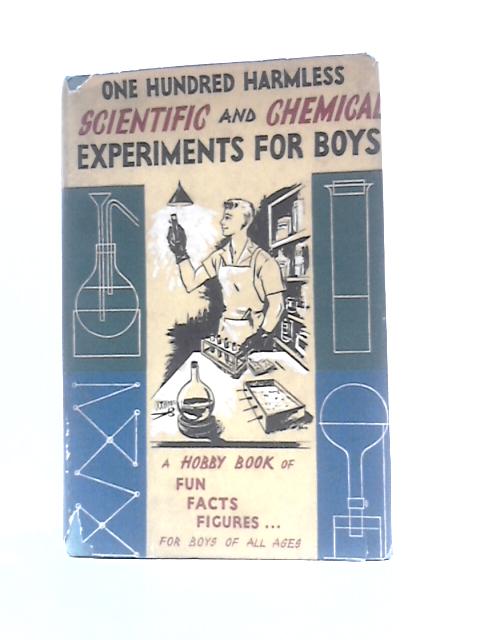 ONE HUNDRED HARMLESS
SCIENTIFIC AND CHEMICAL
EXPERIMENTS FOR BOYS
A HOBBY BOOK OF
FUN
FACTS
FIGURES...
FOR BOYS OF ALL AGES